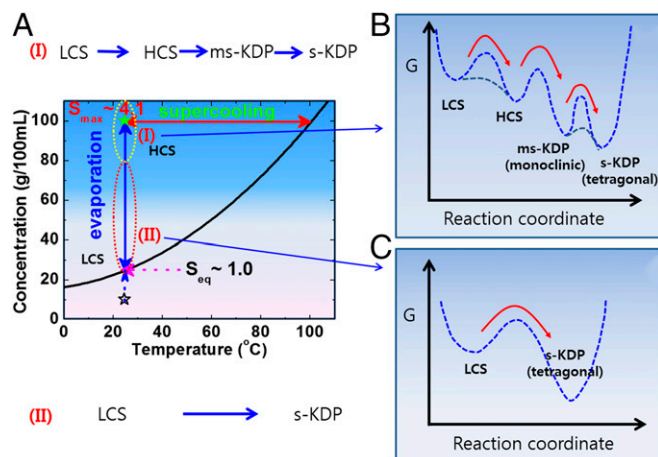 A
(I) LCS HCS ms-KDP s-KDP
Concentration (g/100mL)
100
80
60
40
20
0
0 20 40 60 80 100
Temperature (°C)
Smax ~ 4.1
supercooling
(I)
HCS
evaporation
(II)
LCS
Seq ~ 1.0
(II) LCS s-KDP
B
G
LCS
HCS
ms-KDP
(monoclinic)
s-KDP
(tetragonal)
Reaction coordinate
C
G
LCS
s-KDP
(tetragonal)
Reaction coordinate